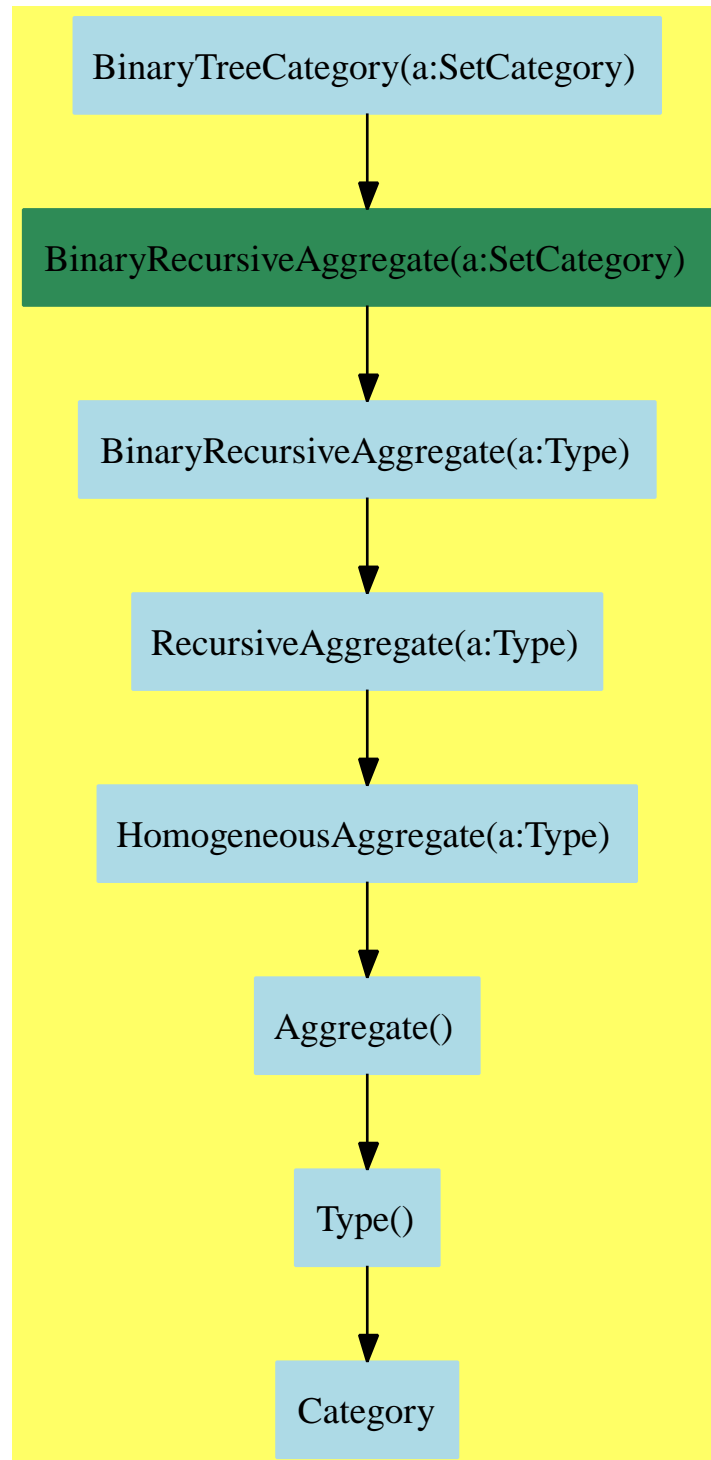 BinaryTreeCategory(a:SetCategory)
BinaryRecursiveAggregate(a:SetCategory)
BinaryRecursiveAggregate(a:Type)
RecursiveAggregate(a:Type)
HomogeneousAggregate(a:Type)
Aggregate()
Type()
Category